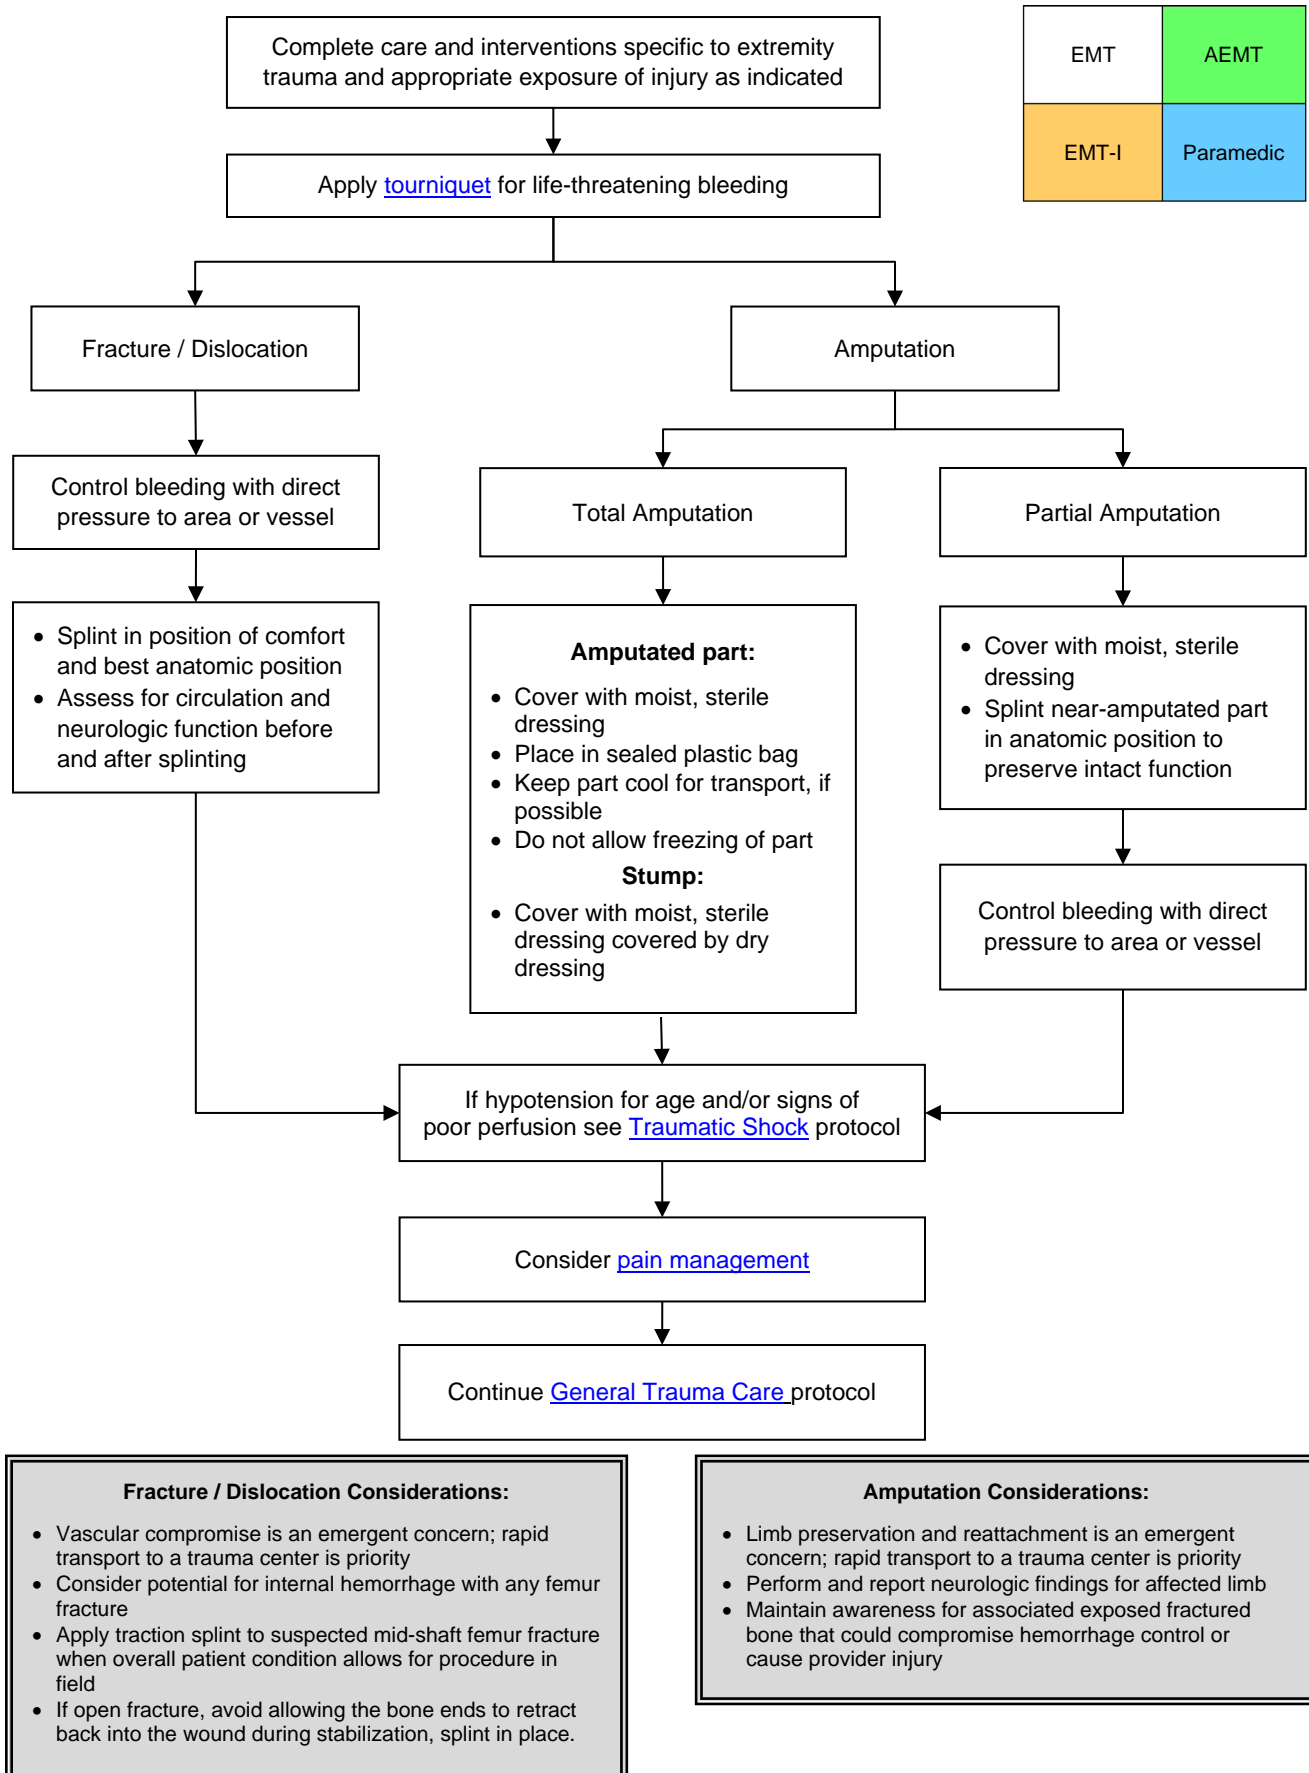 Complete care and interventions specific to extremity
trauma and appropriate exposure of injury as indicated
EMT
AEMT
EMT-I
Paramedic
Apply tourniquet for life-threatening bleeding
Fracture / Dislocation
Amputation
Control bleeding with direct
pressure to area or vessel
Total Amputation
Partial Amputation
• Splint in position of comfort
and best anatomic position
• Assess for circulation and
neurologic function before
and after splinting
Amputated part:
• Cover with moist, sterile
dressing
• Place in sealed plastic bag
• Keep part cool for transport, if
possible
• Do not allow freezing of part
Stump:
• Cover with moist, sterile
dressing covered by dry
dressing
• Cover with moist, sterile
dressing
• Splint near-amputated part
in anatomic position to
preserve intact function
Control bleeding with direct
pressure to area or vessel
If hypotension for age and/or signs of
poor perfusion see Traumatic Shock protocol
Consider pain management
Continue General Trauma Care protocol
Fracture / Dislocation Considerations:
• Vascular compromise is an emergent concern; rapid
transport to a trauma center is priority
• Consider potential for internal hemorrhage with any femur
fracture
• Apply traction splint to suspected mid-shaft femur fracture
when overall patient condition allows for procedure in
field
• If open fracture, avoid allowing the bone ends to retract
back into the wound during stabilization, splint in place.
Amputation Considerations:
• Limb preservation and reattachment is an emergent
concern; rapid transport to a trauma center is priority
• Perform and report neurologic findings for affected limb
• Maintain awareness for associated exposed fractured
bone that could compromise hemorrhage control or
cause provider injury